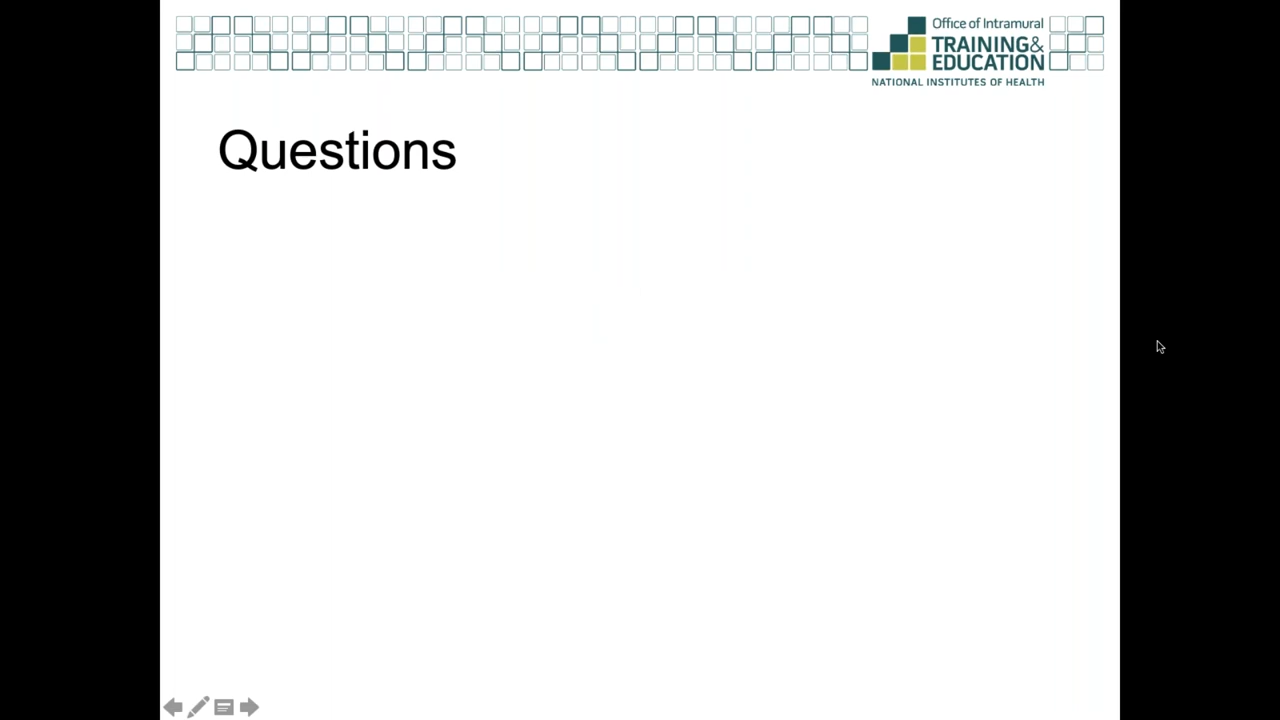 Office of Intramural
TRAINING&
EDUCATION
NATIONAL INSTITUTES OF HEALTH
Questions